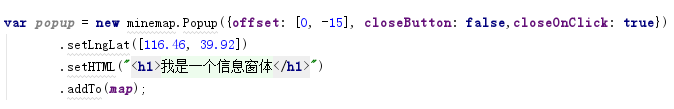 var popup = new minemap.Popup({offset: [0, -15], closeButton: false,closeOnClick: true})
.setLngLat([116.46, 39.92])
.setHTML("<h1>我是一个信息窗体</h1>")
.addTo(map);